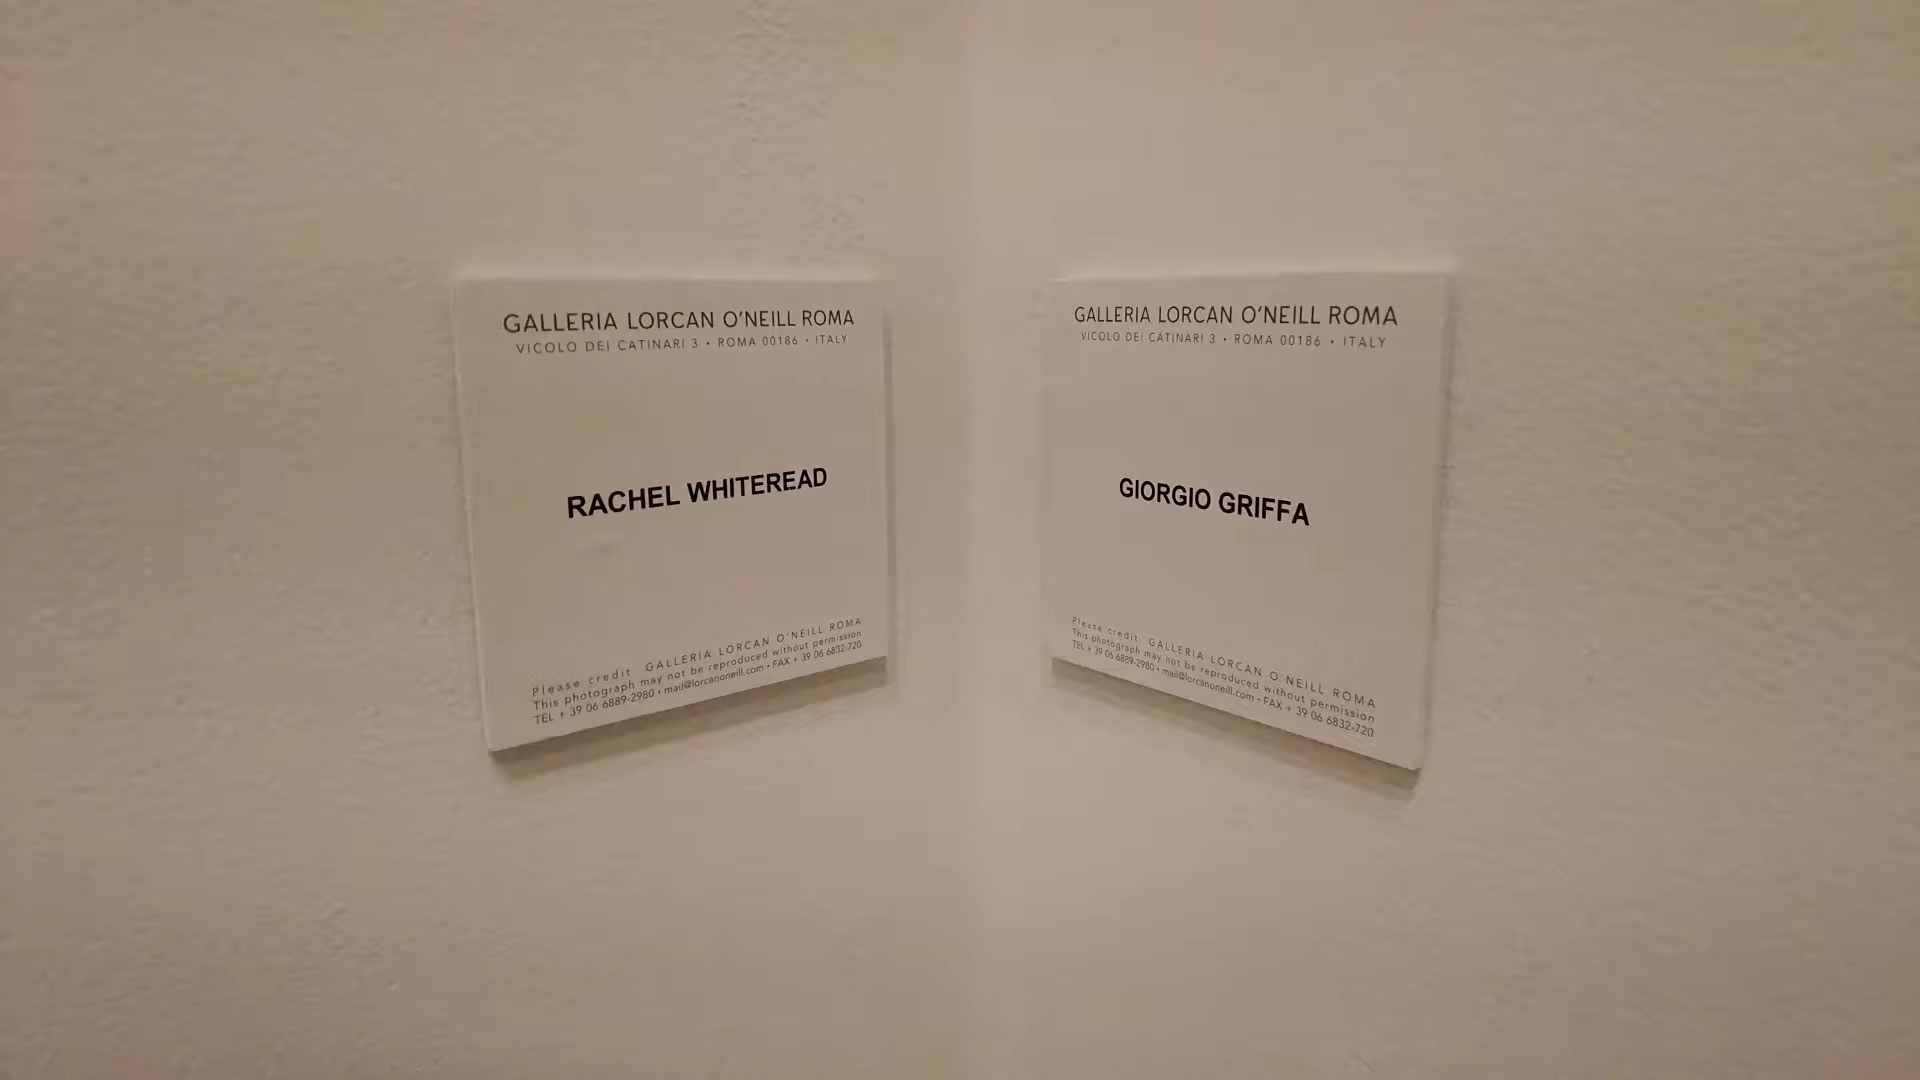 GALLERIA LORCAN O'NEILL ROMA
VICOLO DEI CATINARI 3 • ROMA 00186 • ITALY
RACHEL WHITEREAD
Please credit GALLERIA LORCAN O'NEILL ROMA
This photograph may not be reproduced without permission
TEL + 39 06 6889-2980 • mail@lorcanoneill.com • FAX + 39 06 6832-720
GALLERIA LORCAN O'NEILL ROMA
VICOLO DEI CATINARI 3 • ROMA 00186 • ITALY
GIORGIO GRIFFA
Please credit GALLERIA LORCAN O'NEILL ROMA
This photograph may not be reproduced without permission
TEL + 39 06 6889-2980 • mail@lorcanoneill.com • FAX + 39 06 6832-720